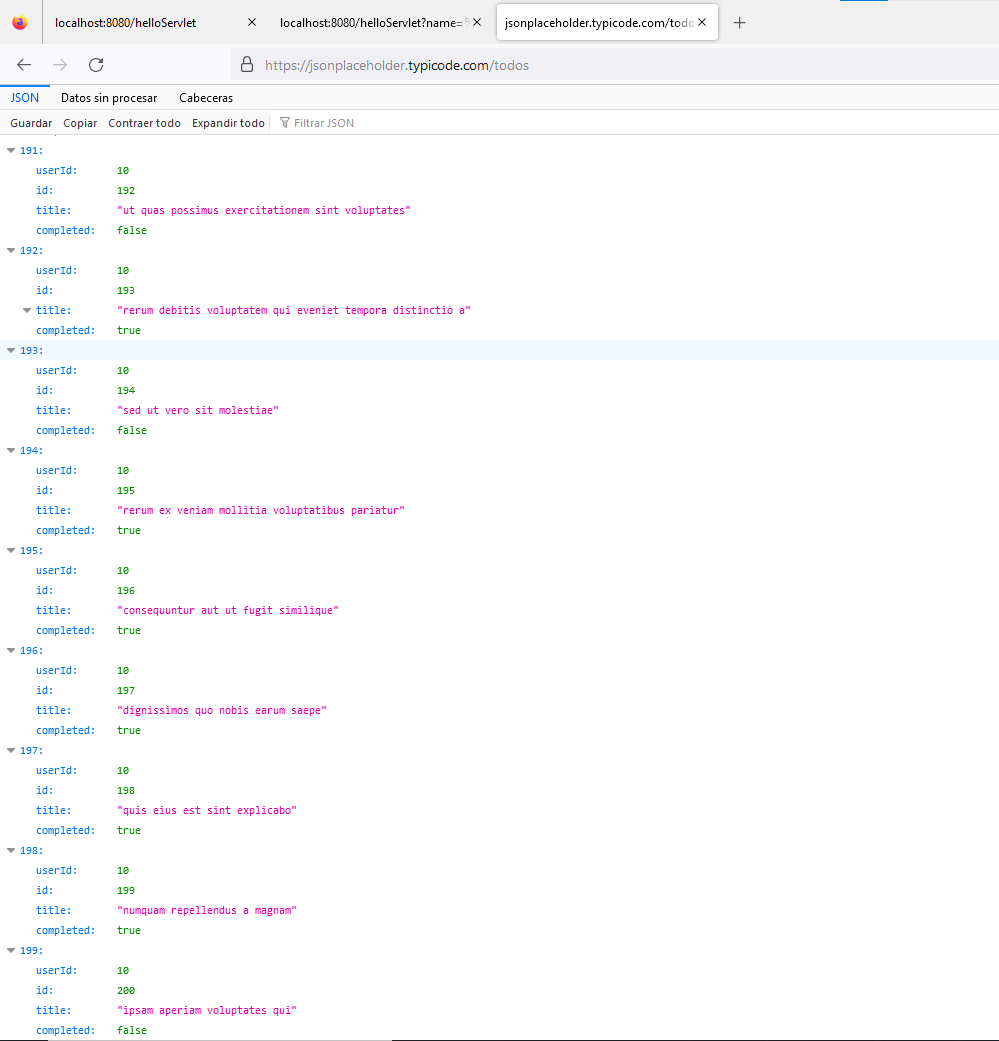 localhost:8080/helloServlet
localhost:8080/helloServlet?name=
jsonplaceholder.typicode.com/todo
https://jsonplaceholder.typicode.com/todos
JSON Datos sin procesar Cabeceras
Guardar Copiar Contraer todo Expandir todo Filtrar JSON
191:
userId: 10
id: 192
title: "ut quas possimus exercitationem sint voluptates"
completed: false
192:
userId: 10
id: 193
title: "rerum debitis voluptatem qui eveniet tempora distinctio a"
completed: true
193:
userId: 10
id: 194
title: "sed ut vero sit molestiae"
completed: false
194:
userId: 10
id: 195
title: "rerum ex veniam mollitia voluptatibus pariatur"
completed: true
195:
userId: 10
id: 196
title: "consequuntur aut ut fugit similique"
completed: true
196:
userId: 10
id: 197
title: "dignissimos quo nobis earum saepe"
completed: true
197:
userId: 10
id: 198
title: "quis eius est sint explicabo"
completed: true
198:
userId: 10
id: 199
title: "numquam repellendus a magnam"
completed: true
199:
userId: 10
id: 200
title: "ipsam aperiam voluptates qui"
completed: false